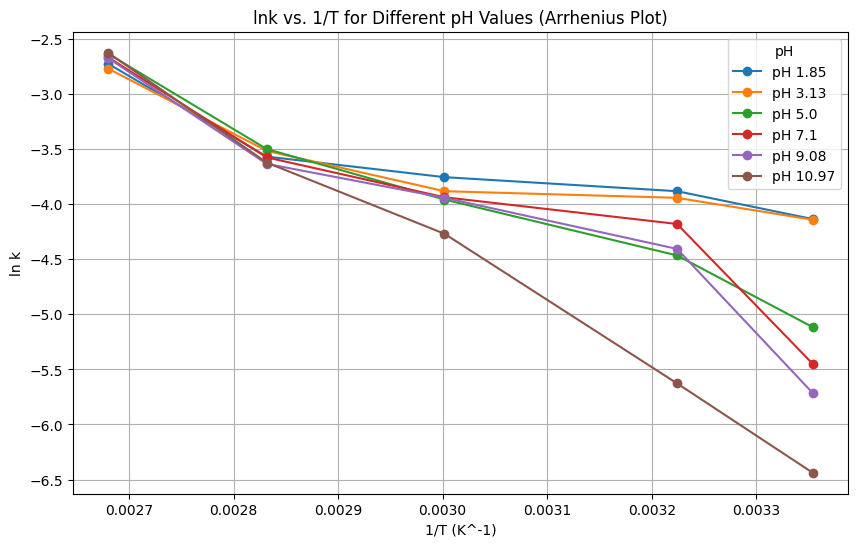 lnk vs. 1/T for Different pH Values (Arrhenius Plot)
pH
pH 1.85
pH 3.13
pH 5.0
pH 7.1
pH 9.08
pH 10.97
ln k
−2.5
−3.0
−3.5
−4.0
−4.5
−5.0
−5.5
−6.0
−6.5
0.0027 0.0028 0.0029 0.0030 0.0031 0.0032 0.0033
1/T (K^-1)